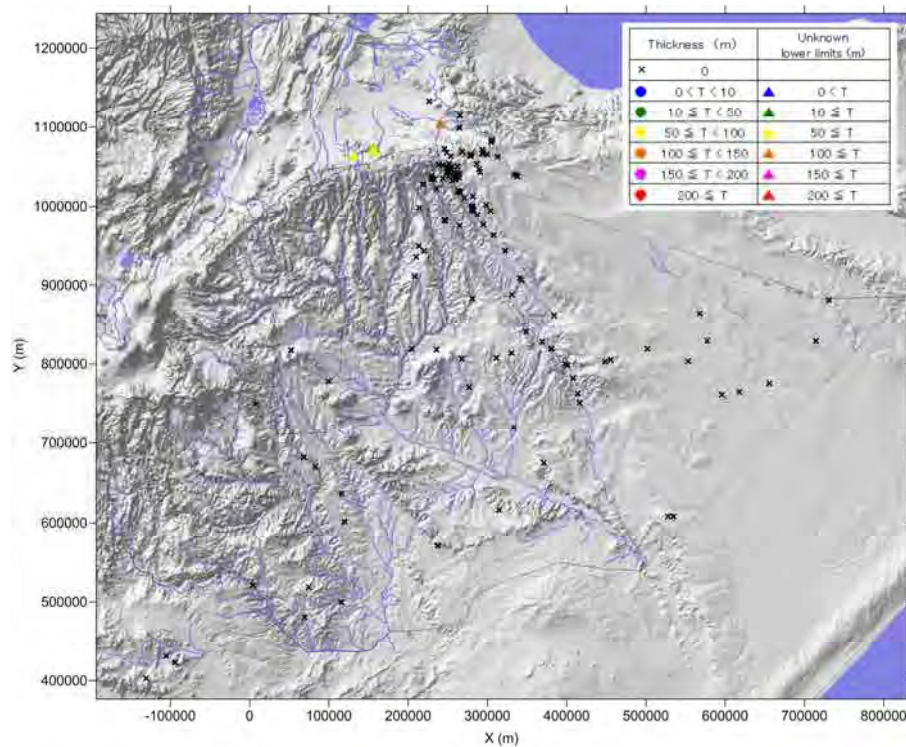 Thickness (m) Unknown lower limits (m)
× 0
0 < T < 10 0 < T
10 ≦ T < 50 10 ≦ T
50 ≦ T < 100 50 ≦ T
100 ≦ T < 150 100 ≦ T
150 ≦ T < 200 150 ≦ T
200 ≦ T 200 ≦ T
1200000
1100000
1000000
900000
800000
700000
600000
500000
400000
Y (m)
-100000 0 100000 200000 300000 400000 500000 600000 700000 800000
X (m)